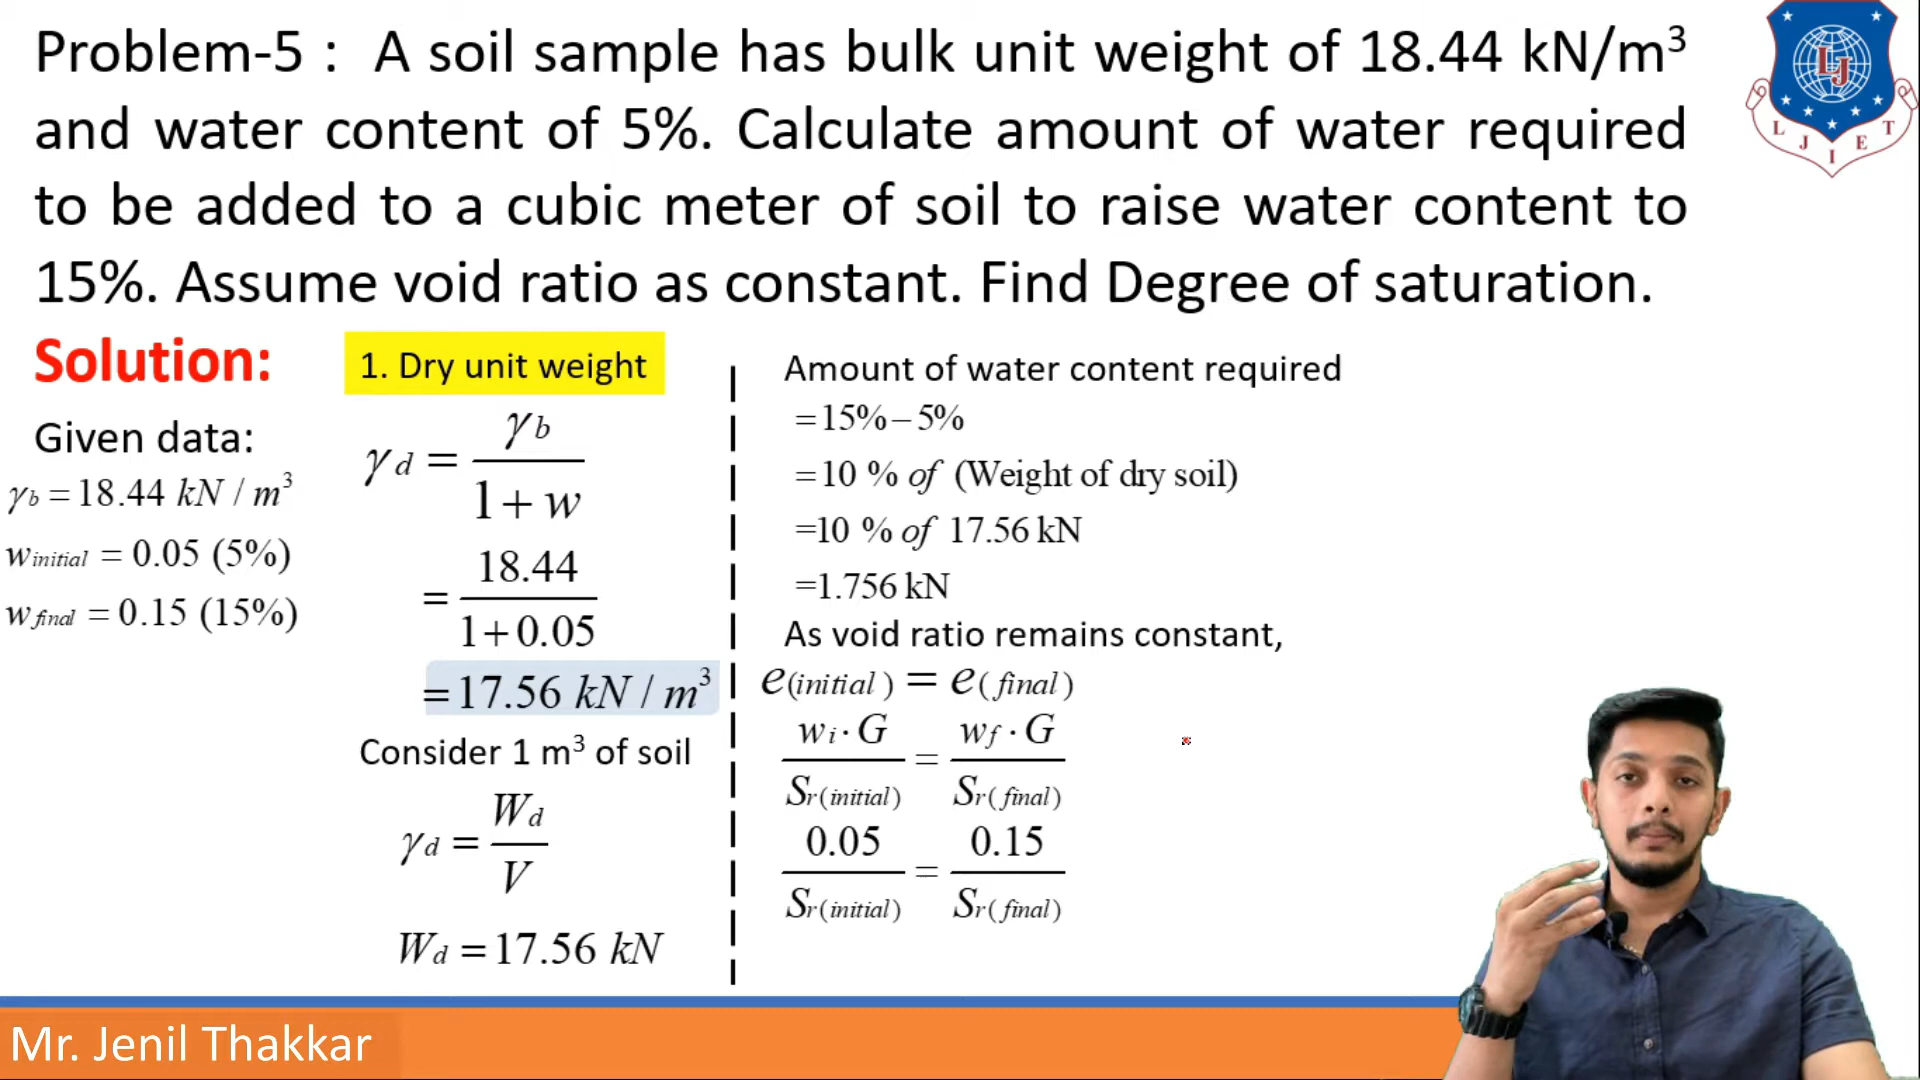 Problem-5 : A soil sample has bulk unit weight of 18.44 kN/m³
and water content of 5%. Calculate amount of water required
to be added to a cubic meter of soil to raise water content to
15%. Assume void ratio as constant. Find Degree of saturation.
L J I E T
LJ
Solution:
Given data:
γb = 18.44 kN / m³
w initial = 0.05 (5%)
w final = 0.15 (15%)
1. Dry unit weight
γd = γb / 1+ w
= 18.44 / 1+0.05
= 17.56 kN / m³
Consider 1 m³ of soil
γd = Wd / V
Wd = 17.56 kN
Amount of water content required
= 15% – 5%
= 10 % of (Weight of dry soil)
=10 % of 17.56 kN
=1.756 kN
As void ratio remains constant,
e(initial) = e(final)
wi · G / Sr(initial) = wf · G / Sr(final)
0.05 / Sr(initial) = 0.15 / Sr(final)
Mr. Jenil Thakkar